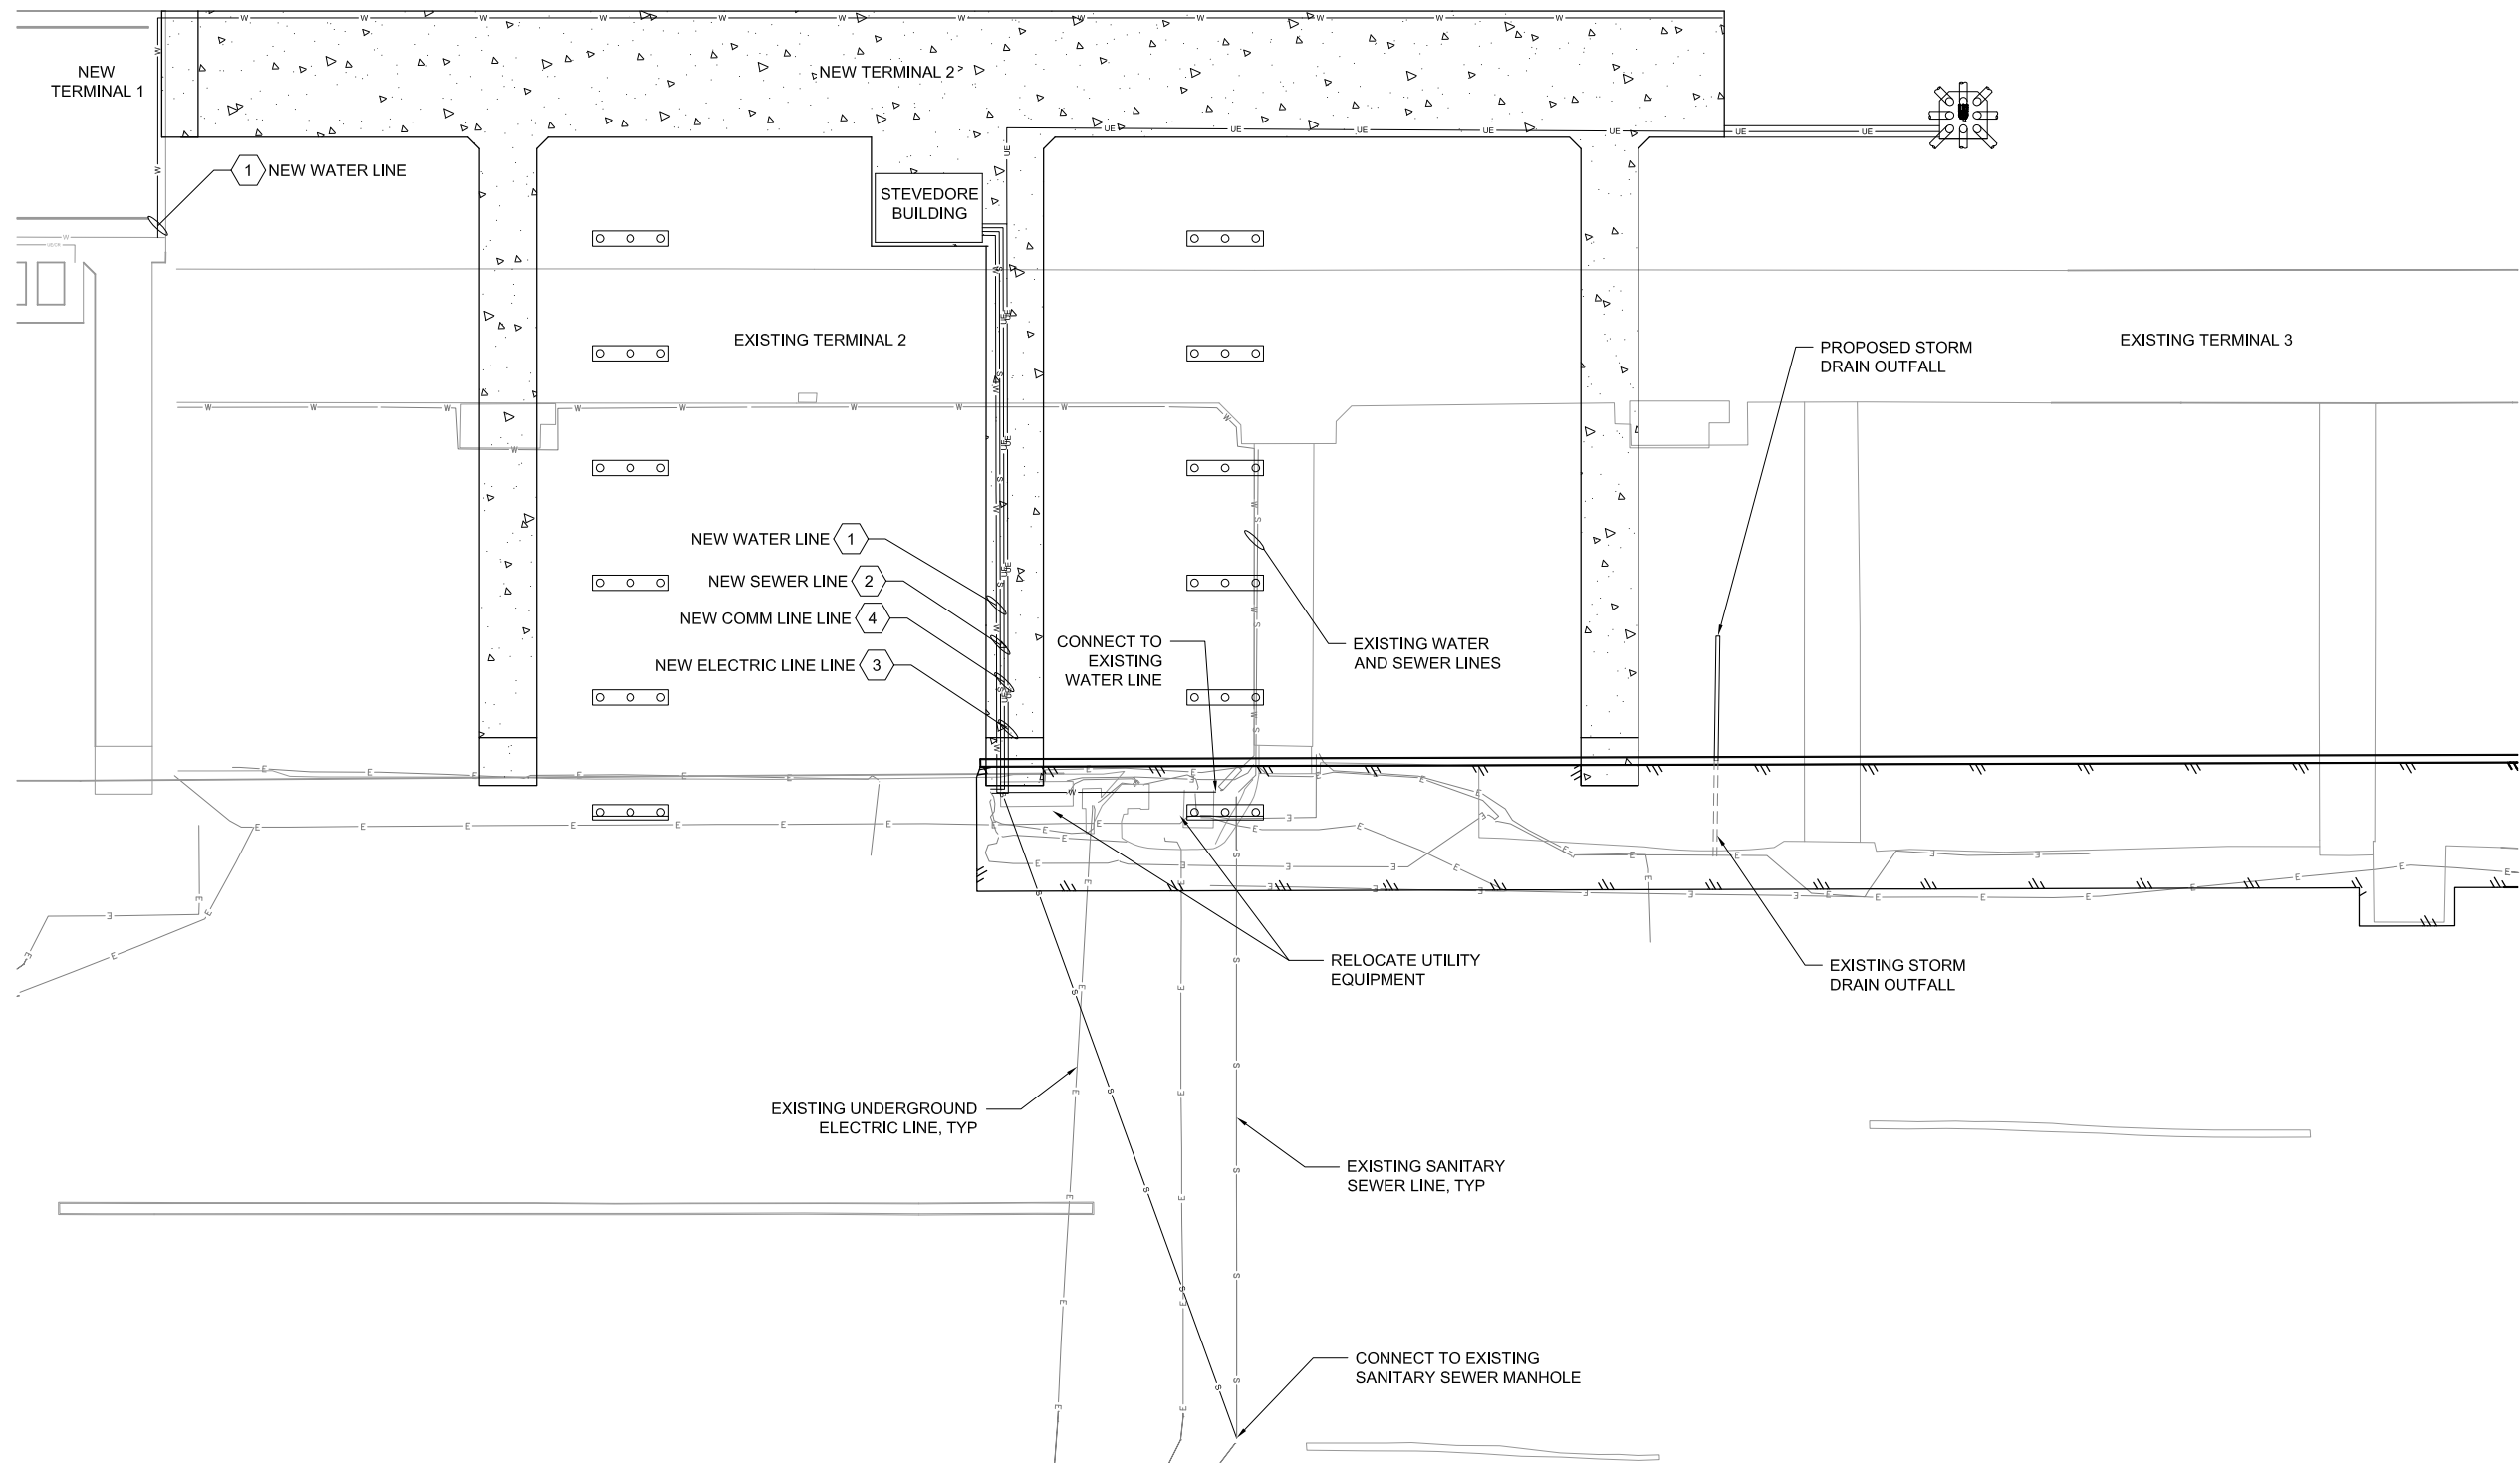 NEW
TERMINAL 1
NEW TERMINAL 2
1 NEW WATER LINE
STEVEDORE
BUILDING
EXISTING TERMINAL 2
PROPOSED STORM
DRAIN OUTFALL
EXISTING TERMINAL 3
NEW WATER LINE 1
NEW SEWER LINE 2
NEW COMM LINE LINE 4
NEW ELECTRIC LINE LINE 3
CONNECT TO
EXISTING
WATER LINE
EXISTING WATER
AND SEWER LINES
RELOCATE UTILITY
EQUIPMENT
EXISTING STORM
DRAIN OUTFALL
EXISTING UNDERGROUND
ELECTRIC LINE, TYP
EXISTING SANITARY
SEWER LINE, TYP
CONNECT TO EXISTING
SANITARY SEWER MANHOLE